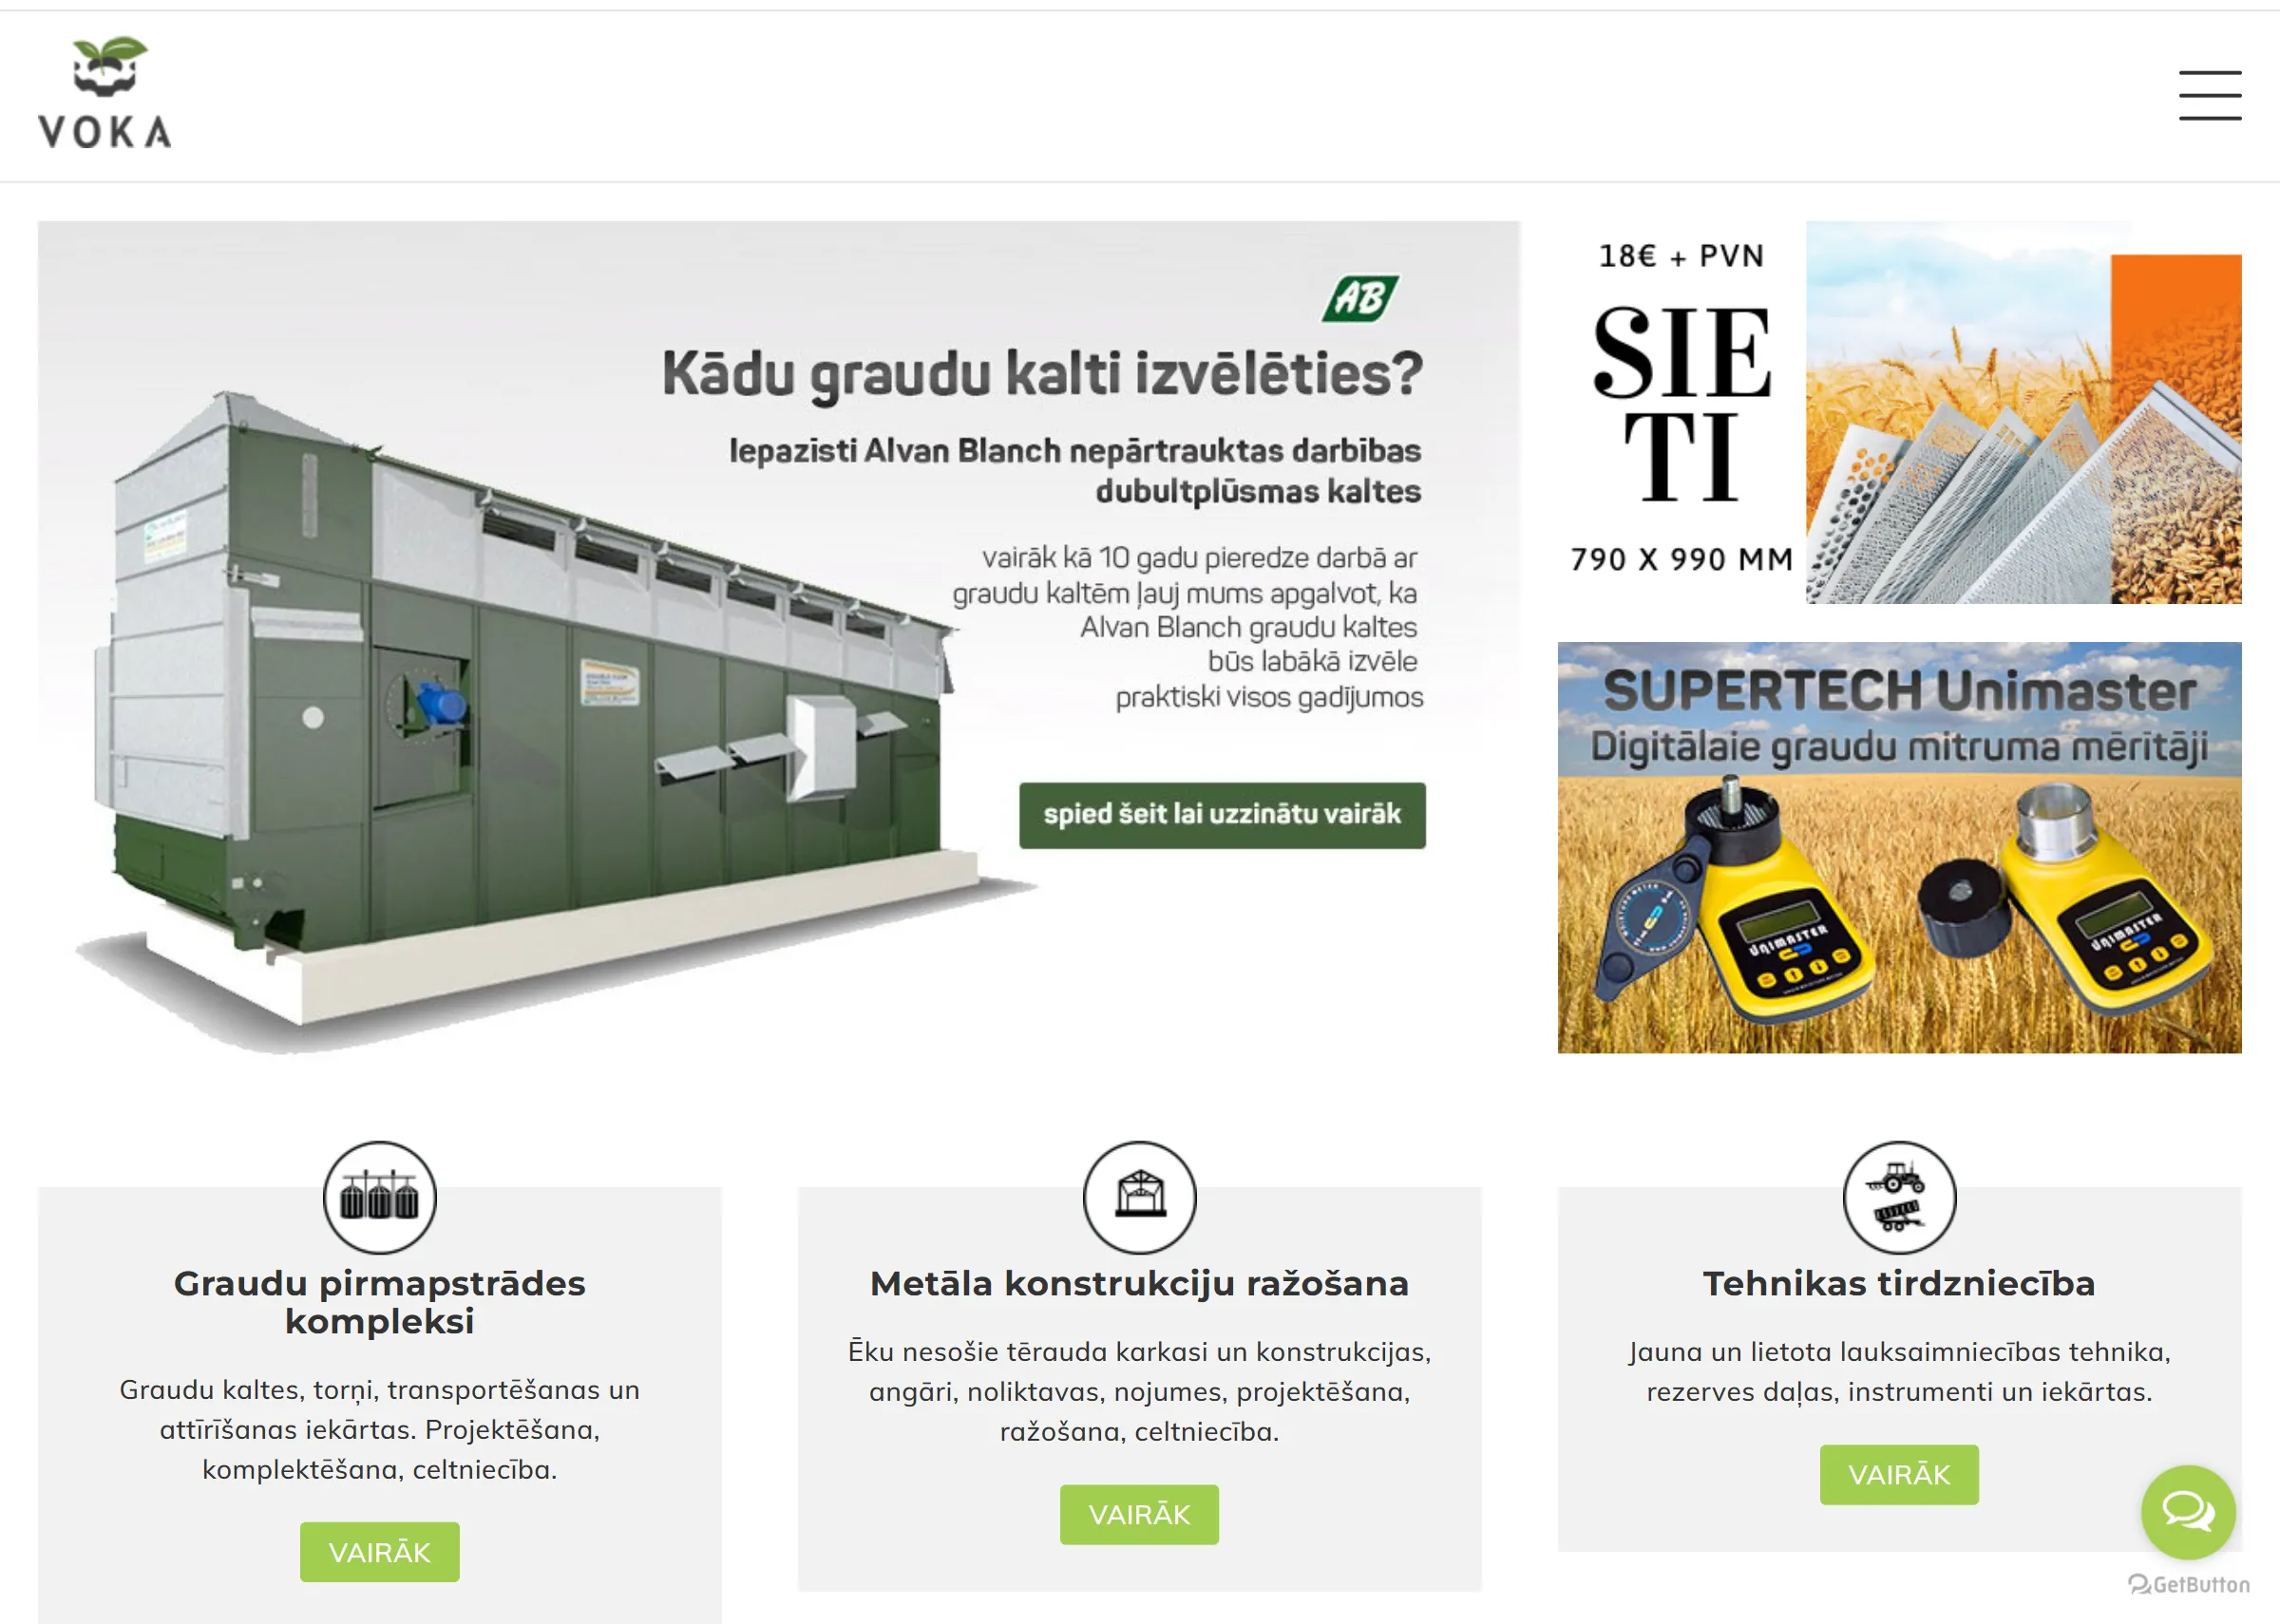 VOKA
AB
Kādu graudu kalti izvēlēties?
Iepazīsti Alvan Blanch nepārtrauktas darbības
dubultplūsmas kaltes
vairāk kā 10 gadu pieredze darbā ar
graudu kaltēm ļauj mums apgalvot, ka
Alvan Blanch graudu kaltes
būs labākā izvēle
praktiski visos gadījumos
spied šeit lai uzzinātu vairāk
18€ + PVN
SIE
TI
790 X 990 MM
SUPERTECH Unimaster
Digitālaie graudu mitruma mērītāji
UNIMASTER
UNIMASTER
Graudu pirmapstrādes
kompleksi
Graudu kaltes, torņi, transportēšanas un
attīrīšanas iekārtas. Projektēšana,
komplektēšana, celtniecība.
VAIRĀK
Metāla konstrukciju ražošana
Ēku nesošie tērauda karkasi un konstrukcijas,
angāri, noliktavas, nojumes, projektēšana,
ražošana, celtniecība.
VAIRĀK
Tehnikas tirdzniecība
Jauna un lietota lauksaimniecības tehnika,
rezerves daļas, instrumenti un iekārtas.
VAIRĀK
GetButton